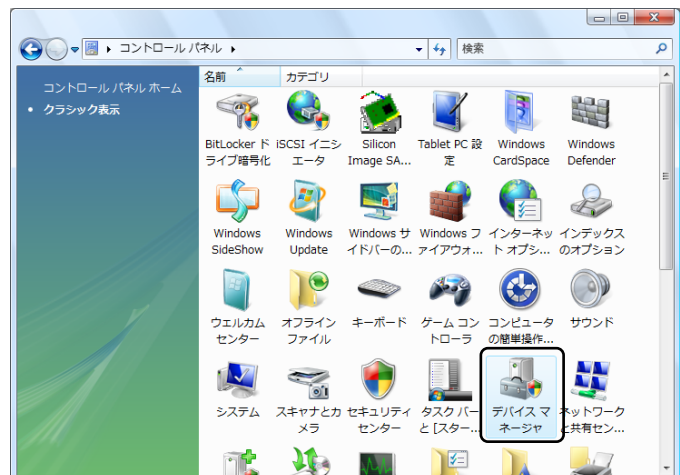 コントロール パネル
検索
コントロール パネル ホーム
クラシック表示
名前 カテゴリ
BitLocker ド
ライブ暗号化
iSCSI イニシ
エータ
Silicon
Image SA...
Tablet PC 設
定
Windows
CardSpace
Windows
Defender
Windows
SideShow
Windows
Update
Windows サ
イドバーの...
Windows フ
ァイアウォ...
インターネッ
ト オプシ...
インデックス
のオプション
ウェルカム
センター
オフライン
ファイル
キーボード
ゲーム コン
トローラ
コンピュータ
の簡単操作...
サウンド
システム
スキャナとカ
メラ
セキュリティ
センター
タスク バー
と [スター...
デバイス マ
ネージャ
ネットワーク
と共有セン...